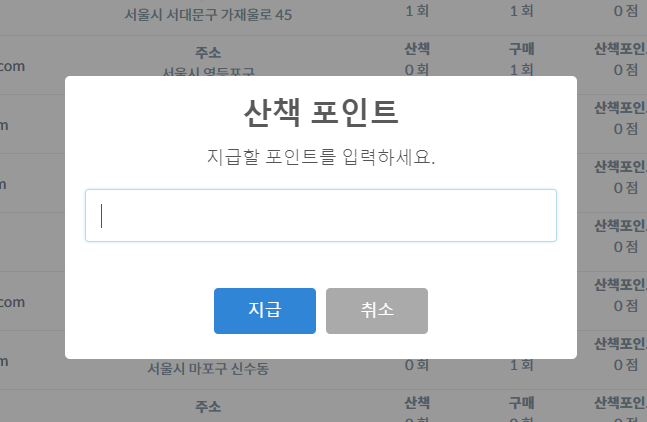 서울시 서대문구 가재울로 45 1 회 1 회 0 점
주소 산책 구매 산책포인
com 서울시 영등포구 0 회 1 회 0 점
산책포인
m 0 점
산책 포인트
지급할 포인트를 입력하세요.
산책포인
m 0 점
산책포인
0 점
지급 취소
산책포인
com 0 점
산책포인
m 서울시 마포구 신수동 0 회 1 회 0 점
주소 산책 구매 산책포인